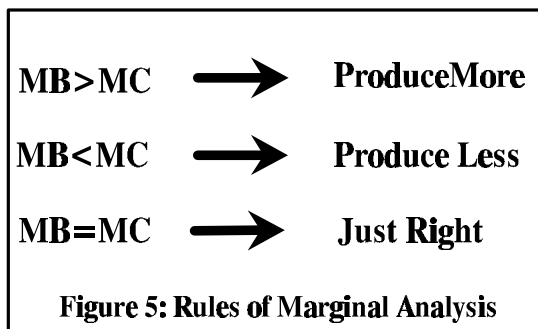 MB>MC ProduceMore
MB<MC Produce Less
MB=MC Just Right
Figure 5: Rules of Marginal Analysis